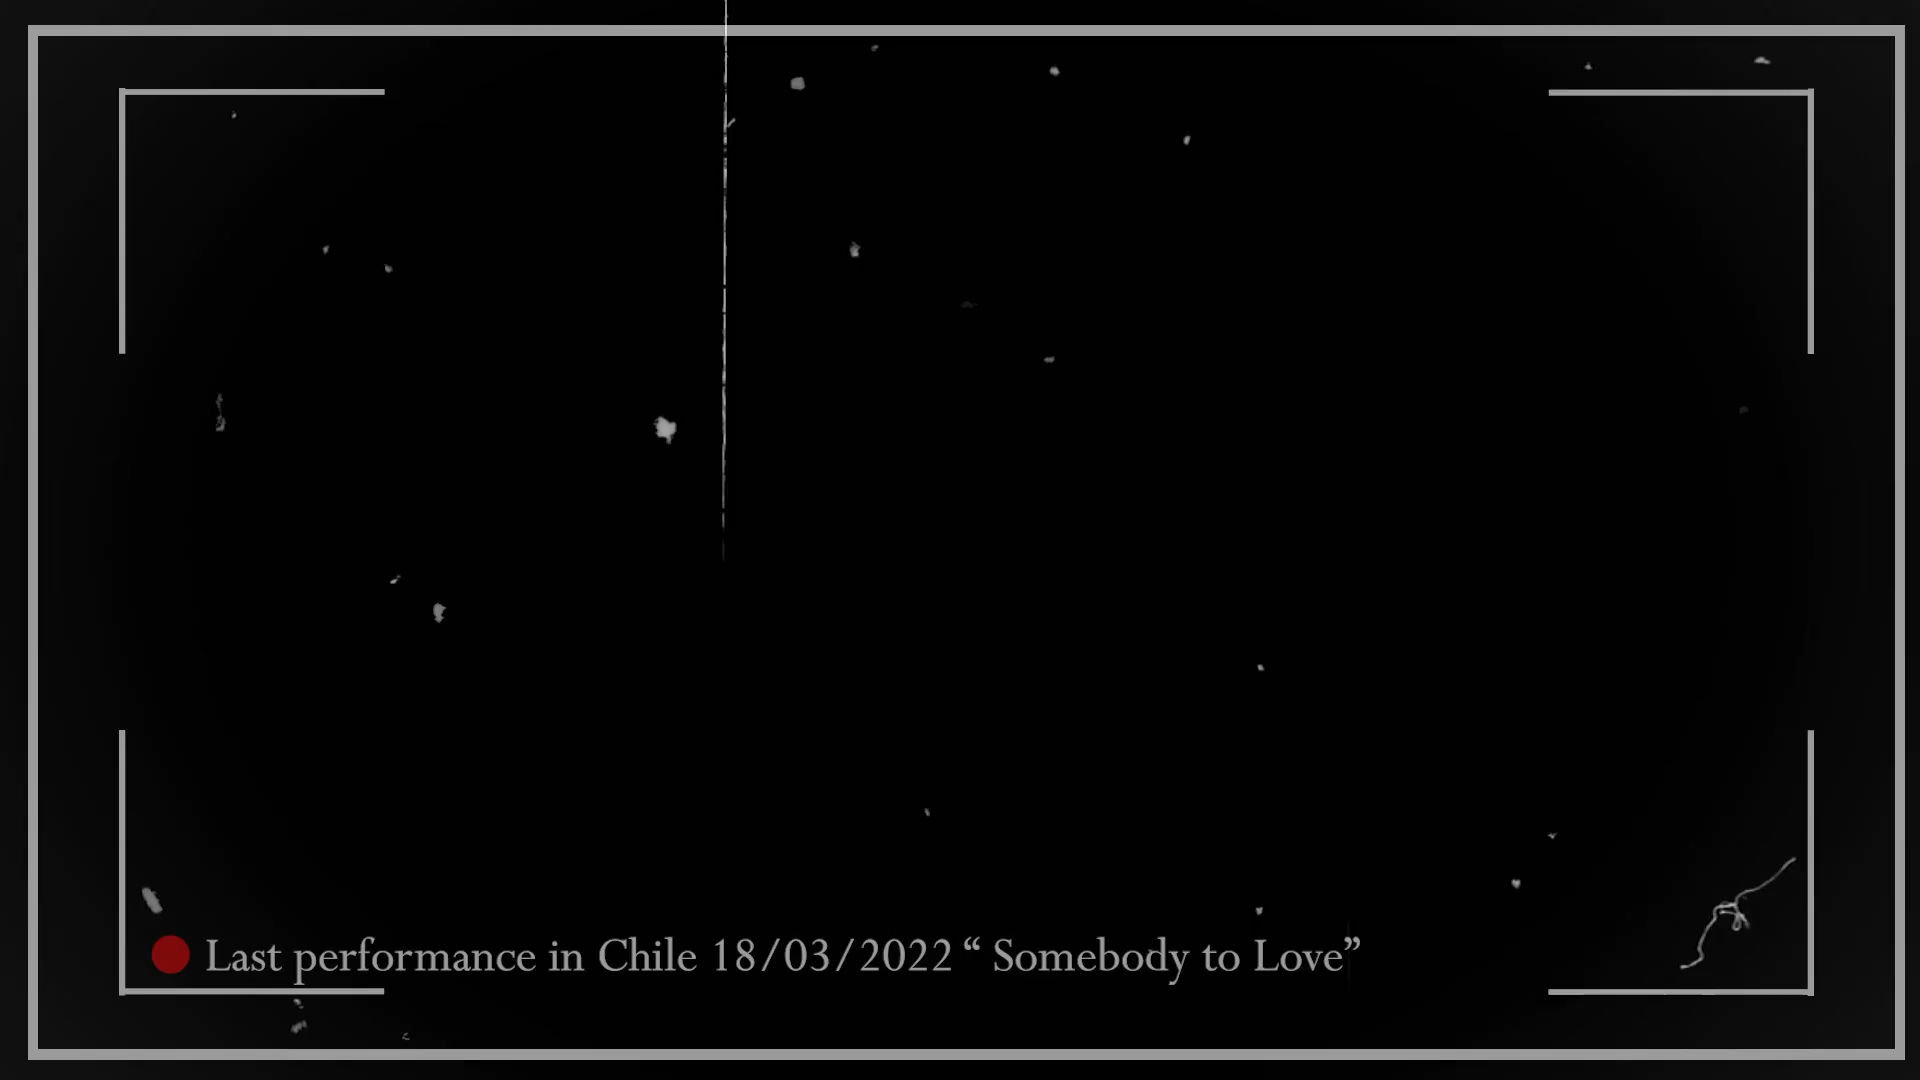 Last performance in Chile 18/03/2022 “ Somebody to Love”